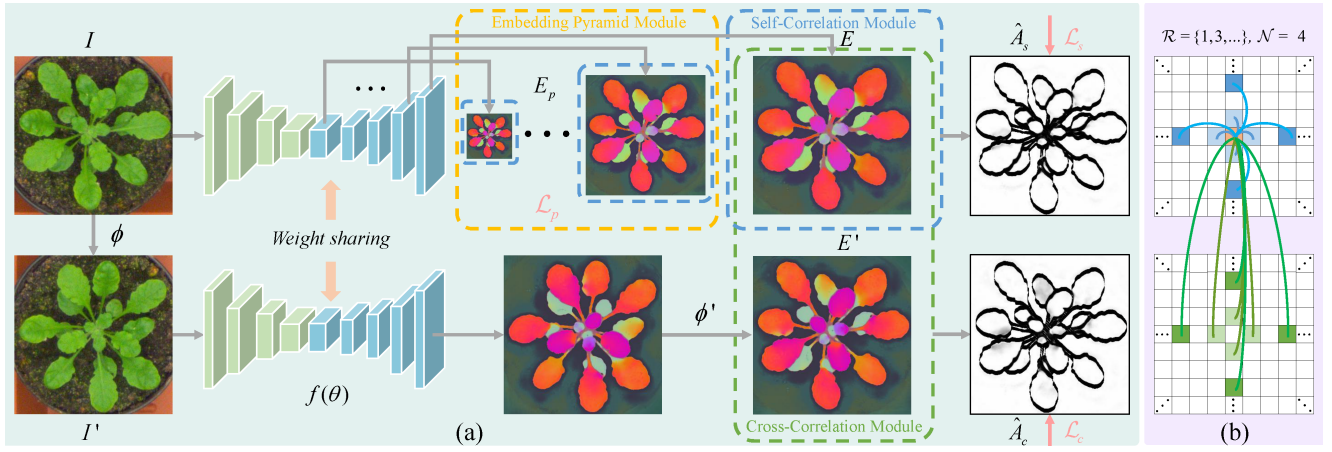 I
Embedding Pyramid Module
Self-Correlation Module
...
E_p
• • •
E
Â_s
ℒ_s
ℛ = {1,3,...}, 𝒩 = 4
ϕ
Weight sharing
ℒ_p
E'
ϕ'
f(θ)
I'
(a)
Cross-Correlation Module
Â_c
ℒ_c
(b)